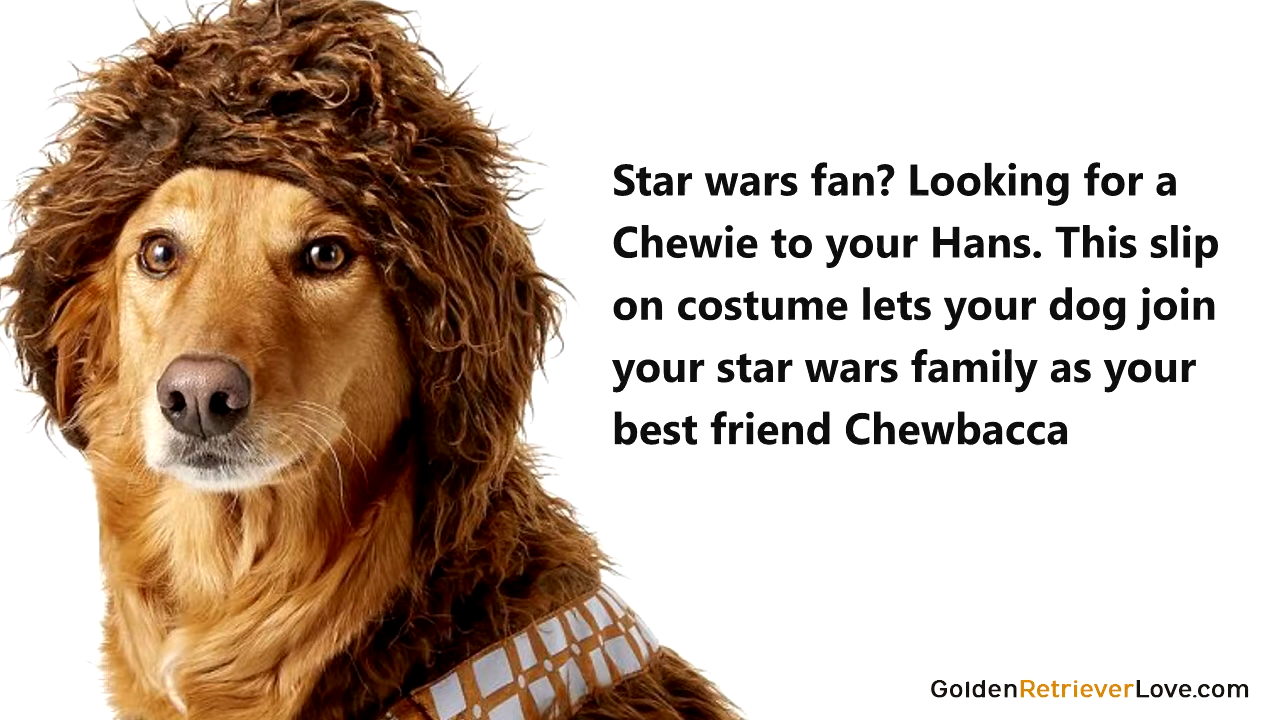 Star wars fan? Looking for a
Chewie to your Hans. This slip
on costume lets your dog join
your star wars family as your
best friend Chewbacca
GoldenRetrieverLove.com